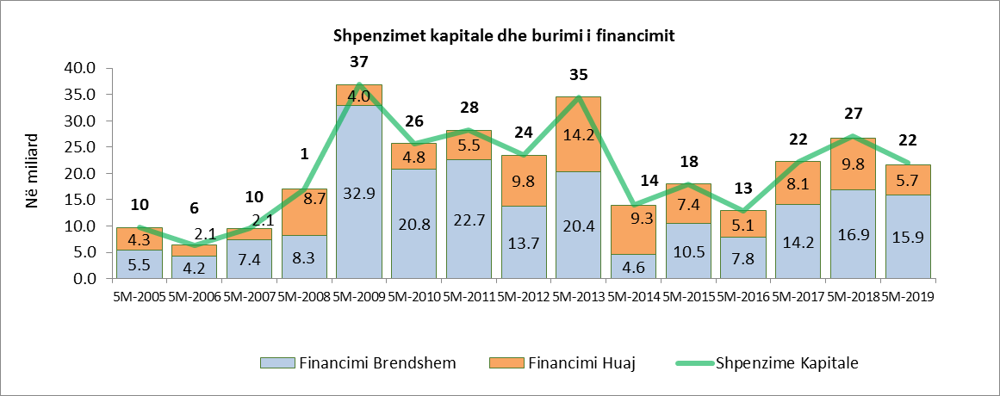 Shpenzimet kapitale dhe burimi i financimit
Në miliard
40.0
35.0
30.0
25.0
20.0
15.0
10.0
5.0
0.0
10 6 10 1 37 26 28 24 35 14 18 13 22 27 22
4.3 2.1 2.1 8.7 4.0 4.8 5.5 9.8 14.2 9.3 7.4 5.1 8.1 9.8 5.7
5.5 4.2 7.4 8.3 32.9 20.8 22.7 13.7 20.4 4.6 10.5 7.8 14.2 16.9 15.9
5M-2005 5M-2006 5M-2007 5M-2008 5M-2009 5M-2010 5M-2011 5M-2012 5M-2013 5M-2014 5M-2015 5M-2016 5M-2017 5M-2018 5M-2019
Financimi Brendshem Financimi Huaj Shpenzime Kapitale